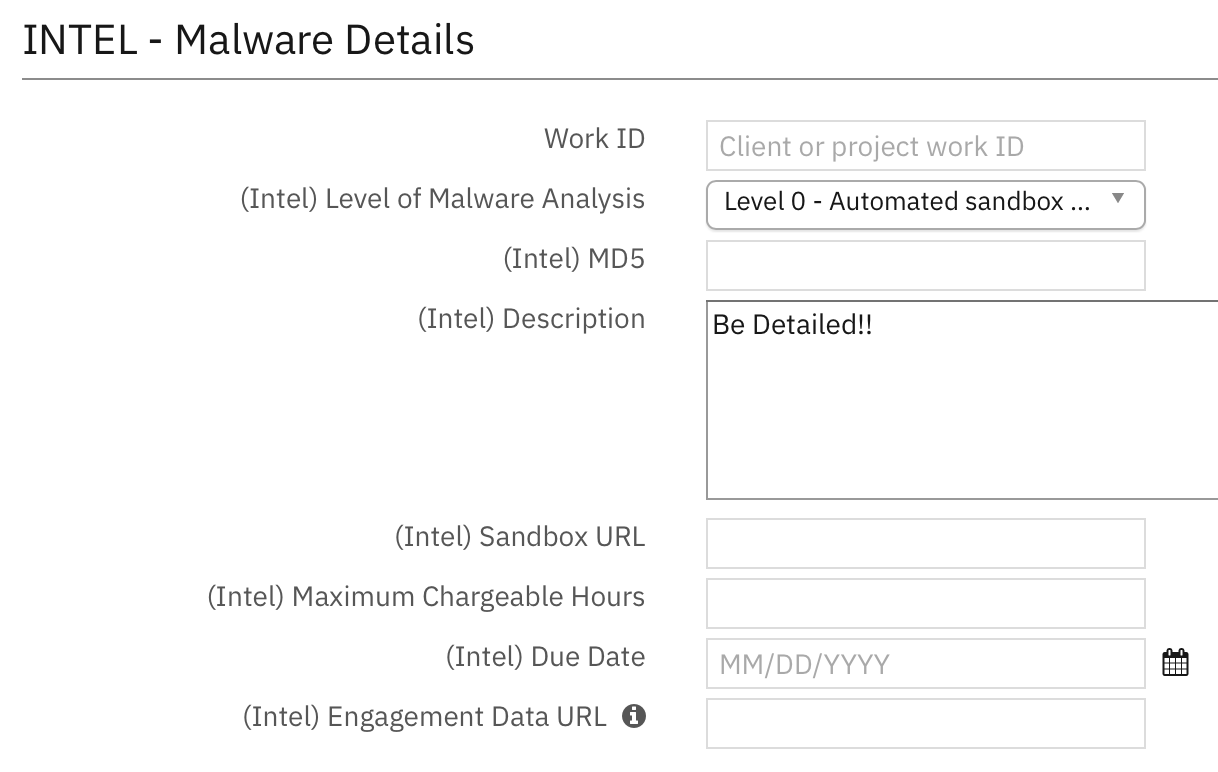 INTEL - Malware Details
Work ID
Client or project work ID
(Intel) Level of Malware Analysis
Level 0 - Automated sandbox ...
(Intel) MD5
(Intel) Description
Be Detailed!!
(Intel) Sandbox URL
(Intel) Maximum Chargeable Hours
(Intel) Due Date
MM/DD/YYYY
(Intel) Engagement Data URL